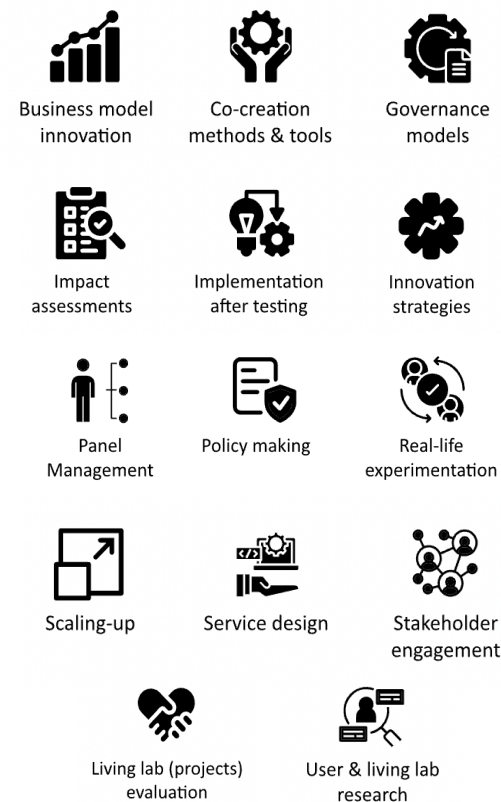 Business model
innovation
Co-creation
methods & tools
Governance
models
Impact
assessments
Implementation
after testing
Innovation
strategies
Panel
Management
Policy making
Real-life
experimentation
Scaling-up
</>
Service design
Stakeholder
engagement
Living lab (projects)
evaluation
User & living lab
research